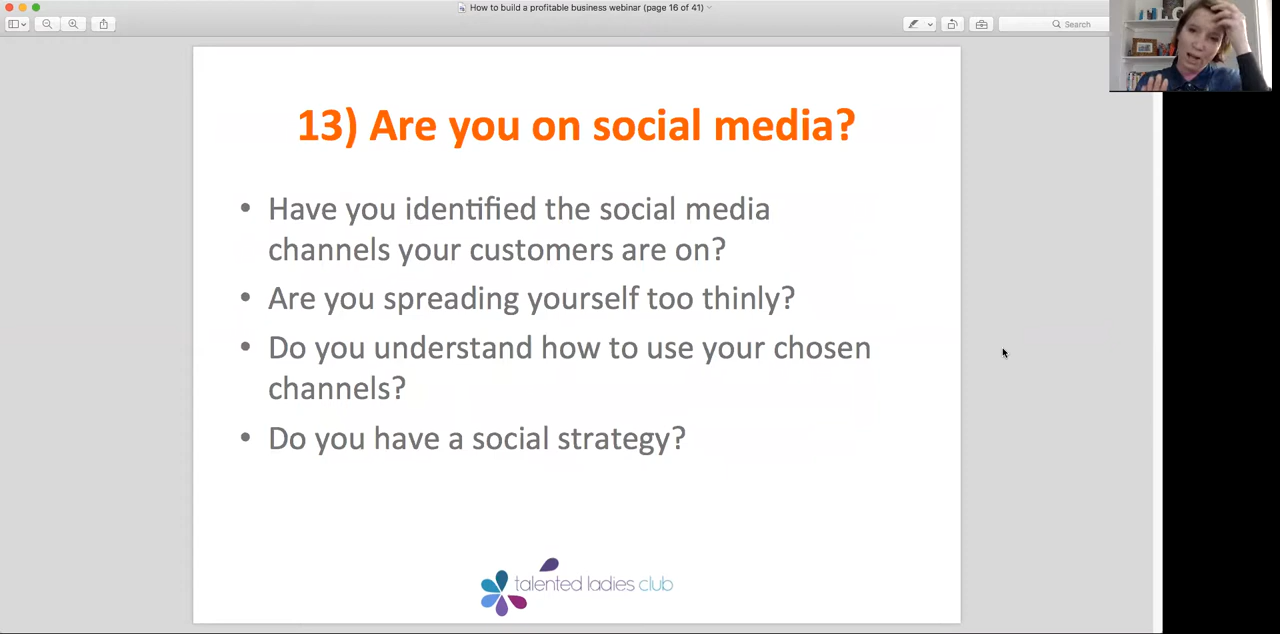 How to build a profitable business webinar (page 16 of 41)
Search
13) Are you on social media?
• Have you identified the social media
channels your customers are on?
• Are you spreading yourself too thinly?
• Do you understand how to use your chosen
channels?
• Do you have a social strategy?
talented ladies club